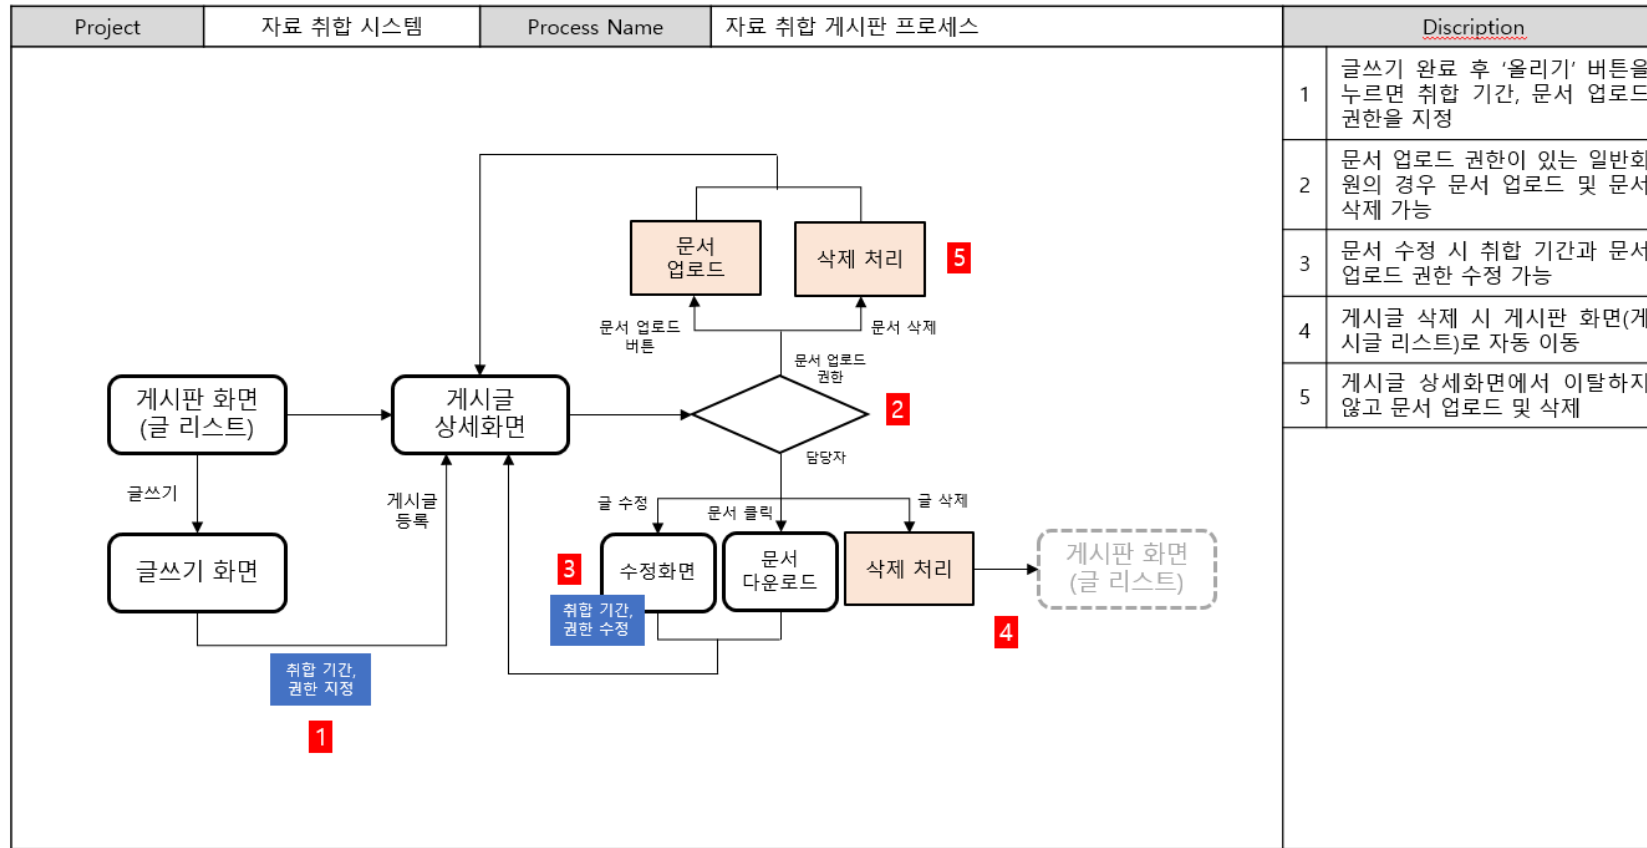 Project
자료 취합 시스템
Process Name
자료 취합 게시판 프로세스
Discription
1
글쓰기 완료 후 ‘올리기’ 버튼을
누르면 취합 기간, 문서 업로드
권한을 지정
2
문서 업로드 권한이 있는 일반회
원의 경우 문서 업로드 및 문서
삭제 가능
3
문서 수정 시 취합 기간과 문서
업로드 권한 수정 가능
4
게시글 삭제 시 게시판 화면(게
시글 리스트)로 자동 이동
5
게시글 상세화면에서 이탈하지
않고 문서 업로드 및 삭제
문서
업로드
삭제 처리
5
문서 업로드
버튼
문서 삭제
문서 업로드
권한
게시판 화면
(글 리스트)
게시글
상세화면
2
담당자
글쓰기
게시글
등록
글 수정
문서 클릭
글 삭제
글쓰기 화면
3
수정화면
문서
다운로드
삭제 처리
게시판 화면
(글 리스트)
취합 기간,
권한 수정
4
취합 기간,
권한 지정
1